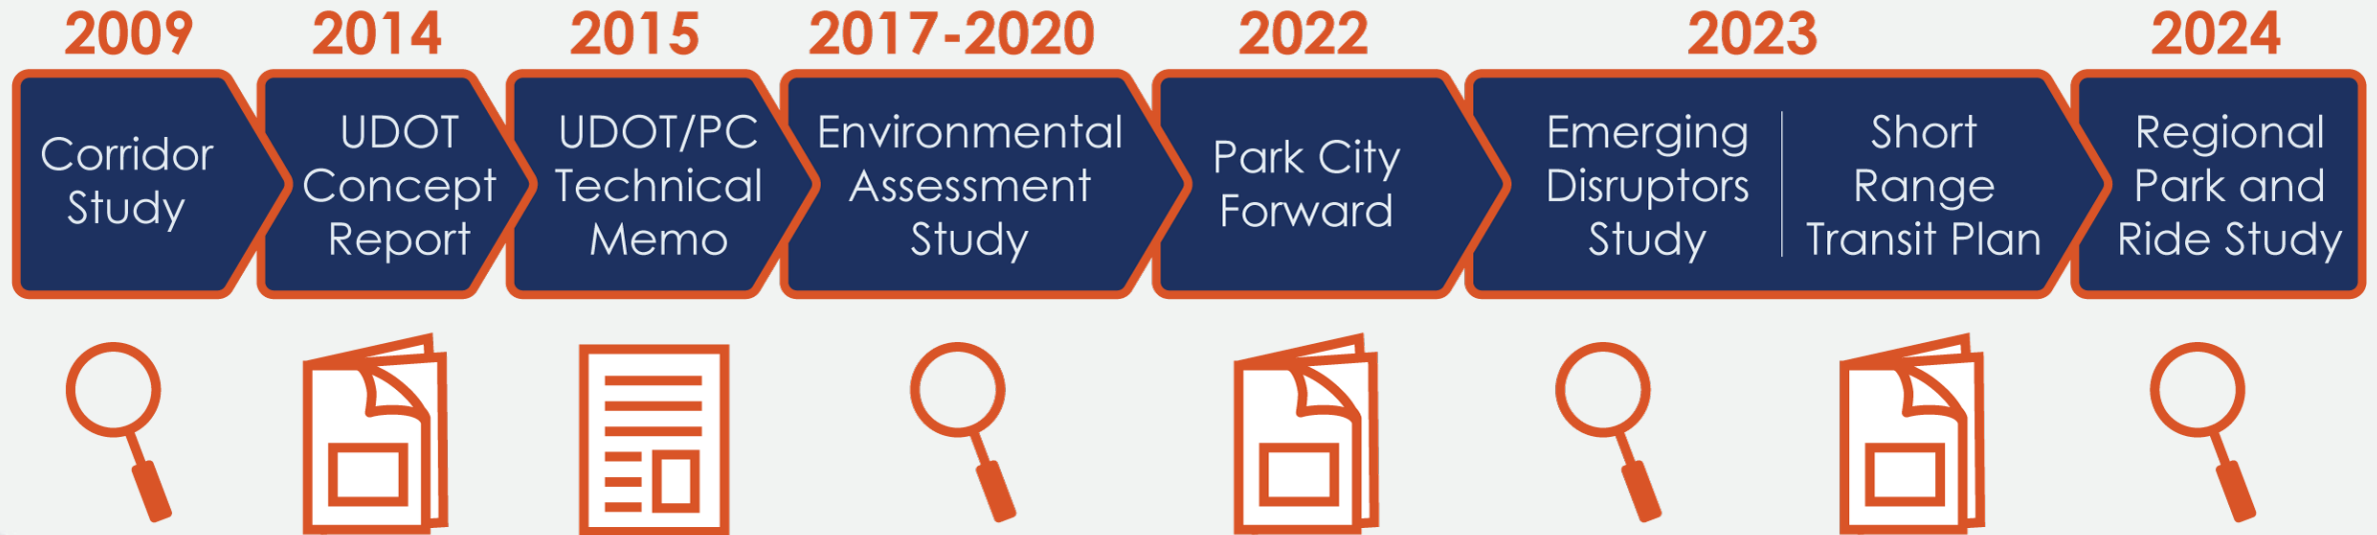 2009
Corridor
Study
2014
UDOT
Concept
Report
2015
UDOT/PC
Technical
Memo
2017-2020
Environmental
Assessment
Study
2022
Park City
Forward
2023
Emerging
Disruptors
Study
Short
Range
Transit Plan
2024
Regional
Park and
Ride Study